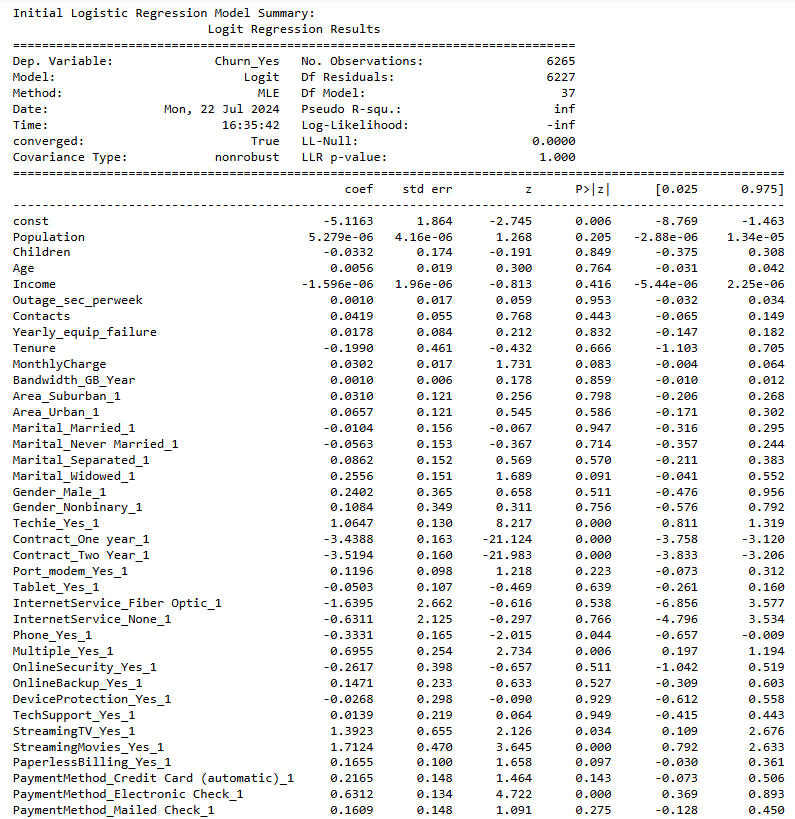 Initial Logistic Regression Model Summary:
                           Logit Regression Results
==============================================================================
Dep. Variable:              Churn_Yes   No. Observations:                 6265
Model:                          Logit   Df Residuals:                     6227
Method:                           MLE   Df Model:                           37
Date:                Mon, 22 Jul 2024   Pseudo R-squ.:                     inf
Time:                        16:35:42   Log-Likelihood:                   -inf
converged:                       True   LL-Null:                        0.0000
Covariance Type:            nonrobust   LLR p-value:                     1.000
===========================================================================================================
                                              coef    std err          z      P>|z|      [0.025      0.975]
-----------------------------------------------------------------------------------------------------------
const                                      -5.1163      1.864     -2.745      0.006      -8.769      -1.463
Population                               5.279e-06   4.16e-06      1.268      0.205   -2.88e-06    1.34e-05
Children                                   -0.0332      0.174     -0.191      0.849      -0.375       0.308
Age                                         0.0056      0.019      0.300      0.764      -0.031       0.042
Income                                  -1.596e-06   1.96e-06     -0.813      0.416   -5.44e-06    2.25e-06
Outage_sec_perweek                          0.0010      0.017      0.059      0.953      -0.032       0.034
Contacts                                    0.0419      0.055      0.768      0.443      -0.065       0.149
Yearly_equip_failure                        0.0178      0.084      0.212      0.832      -0.147       0.182
Tenure                                     -0.1990      0.461     -0.432      0.666      -1.103       0.705
MonthlyCharge                               0.0302      0.017      1.731      0.083      -0.004       0.064
Bandwidth_GB_Year                           0.0010      0.006      0.178      0.859      -0.010       0.012
Area_Suburban_1                             0.0310      0.121      0.256      0.798      -0.206       0.268
Area_Urban_1                                0.0657      0.121      0.545      0.586      -0.171       0.302
Marital_Married_1                          -0.0104      0.156     -0.067      0.947      -0.316       0.295
Marital_Never Married_1                    -0.0563      0.153     -0.367      0.714      -0.357       0.244
Marital_Separated_1                         0.0862      0.152      0.569      0.570      -0.211       0.383
Marital_Widowed_1                           0.2556      0.151      1.689      0.091      -0.041       0.552
Gender_Male_1                               0.2402      0.365      0.658      0.511      -0.476       0.956
Gender_Nonbinary_1                          0.1084      0.349      0.311      0.756      -0.576       0.792
Techie_Yes_1                                1.0647      0.130      8.217      0.000       0.811       1.319
Contract_One year_1                        -3.4388      0.163    -21.124      0.000      -3.758      -3.120
Contract_Two Year_1                        -3.5194      0.160    -21.983      0.000      -3.833      -3.206
Port_modem_Yes_1                            0.1196      0.098      1.218      0.223      -0.073       0.312
Tablet_Yes_1                               -0.0503      0.107     -0.469      0.639      -0.261       0.160
InternetService_Fiber Optic_1              -1.6395      2.662     -0.616      0.538      -6.856       3.577
InternetService_None_1                     -0.6311      2.125     -0.297      0.766      -4.796       3.534
Phone_Yes_1                                -0.3331      0.165     -2.015      0.044      -0.657      -0.009
Multiple_Yes_1                              0.6955      0.254      2.734      0.006       0.197       1.194
OnlineSecurity_Yes_1                       -0.2617      0.398     -0.657      0.511      -1.042       0.519
OnlineBackup_Yes_1                          0.1471      0.233      0.633      0.527      -0.309       0.603
DeviceProtection_Yes_1                     -0.0268      0.298     -0.090      0.929      -0.612       0.558
TechSupport_Yes_1                           0.0139      0.219      0.064      0.949      -0.415       0.443
StreamingTV_Yes_1                           1.3923      0.655      2.126      0.034       0.109       2.676
StreamingMovies_Yes_1                       1.7124      0.470      3.645      0.000       0.792       2.633
PaperlessBilling_Yes_1                      0.1655      0.100      1.658      0.097      -0.030       0.361
PaymentMethod_Credit Card (automatic)_1     0.2165      0.148      1.464      0.143      -0.073       0.506
PaymentMethod_Electronic Check_1            0.6312      0.134      4.722      0.000       0.369       0.893
PaymentMethod_Mailed Check_1                0.1609      0.148      1.091      0.275      -0.128       0.450